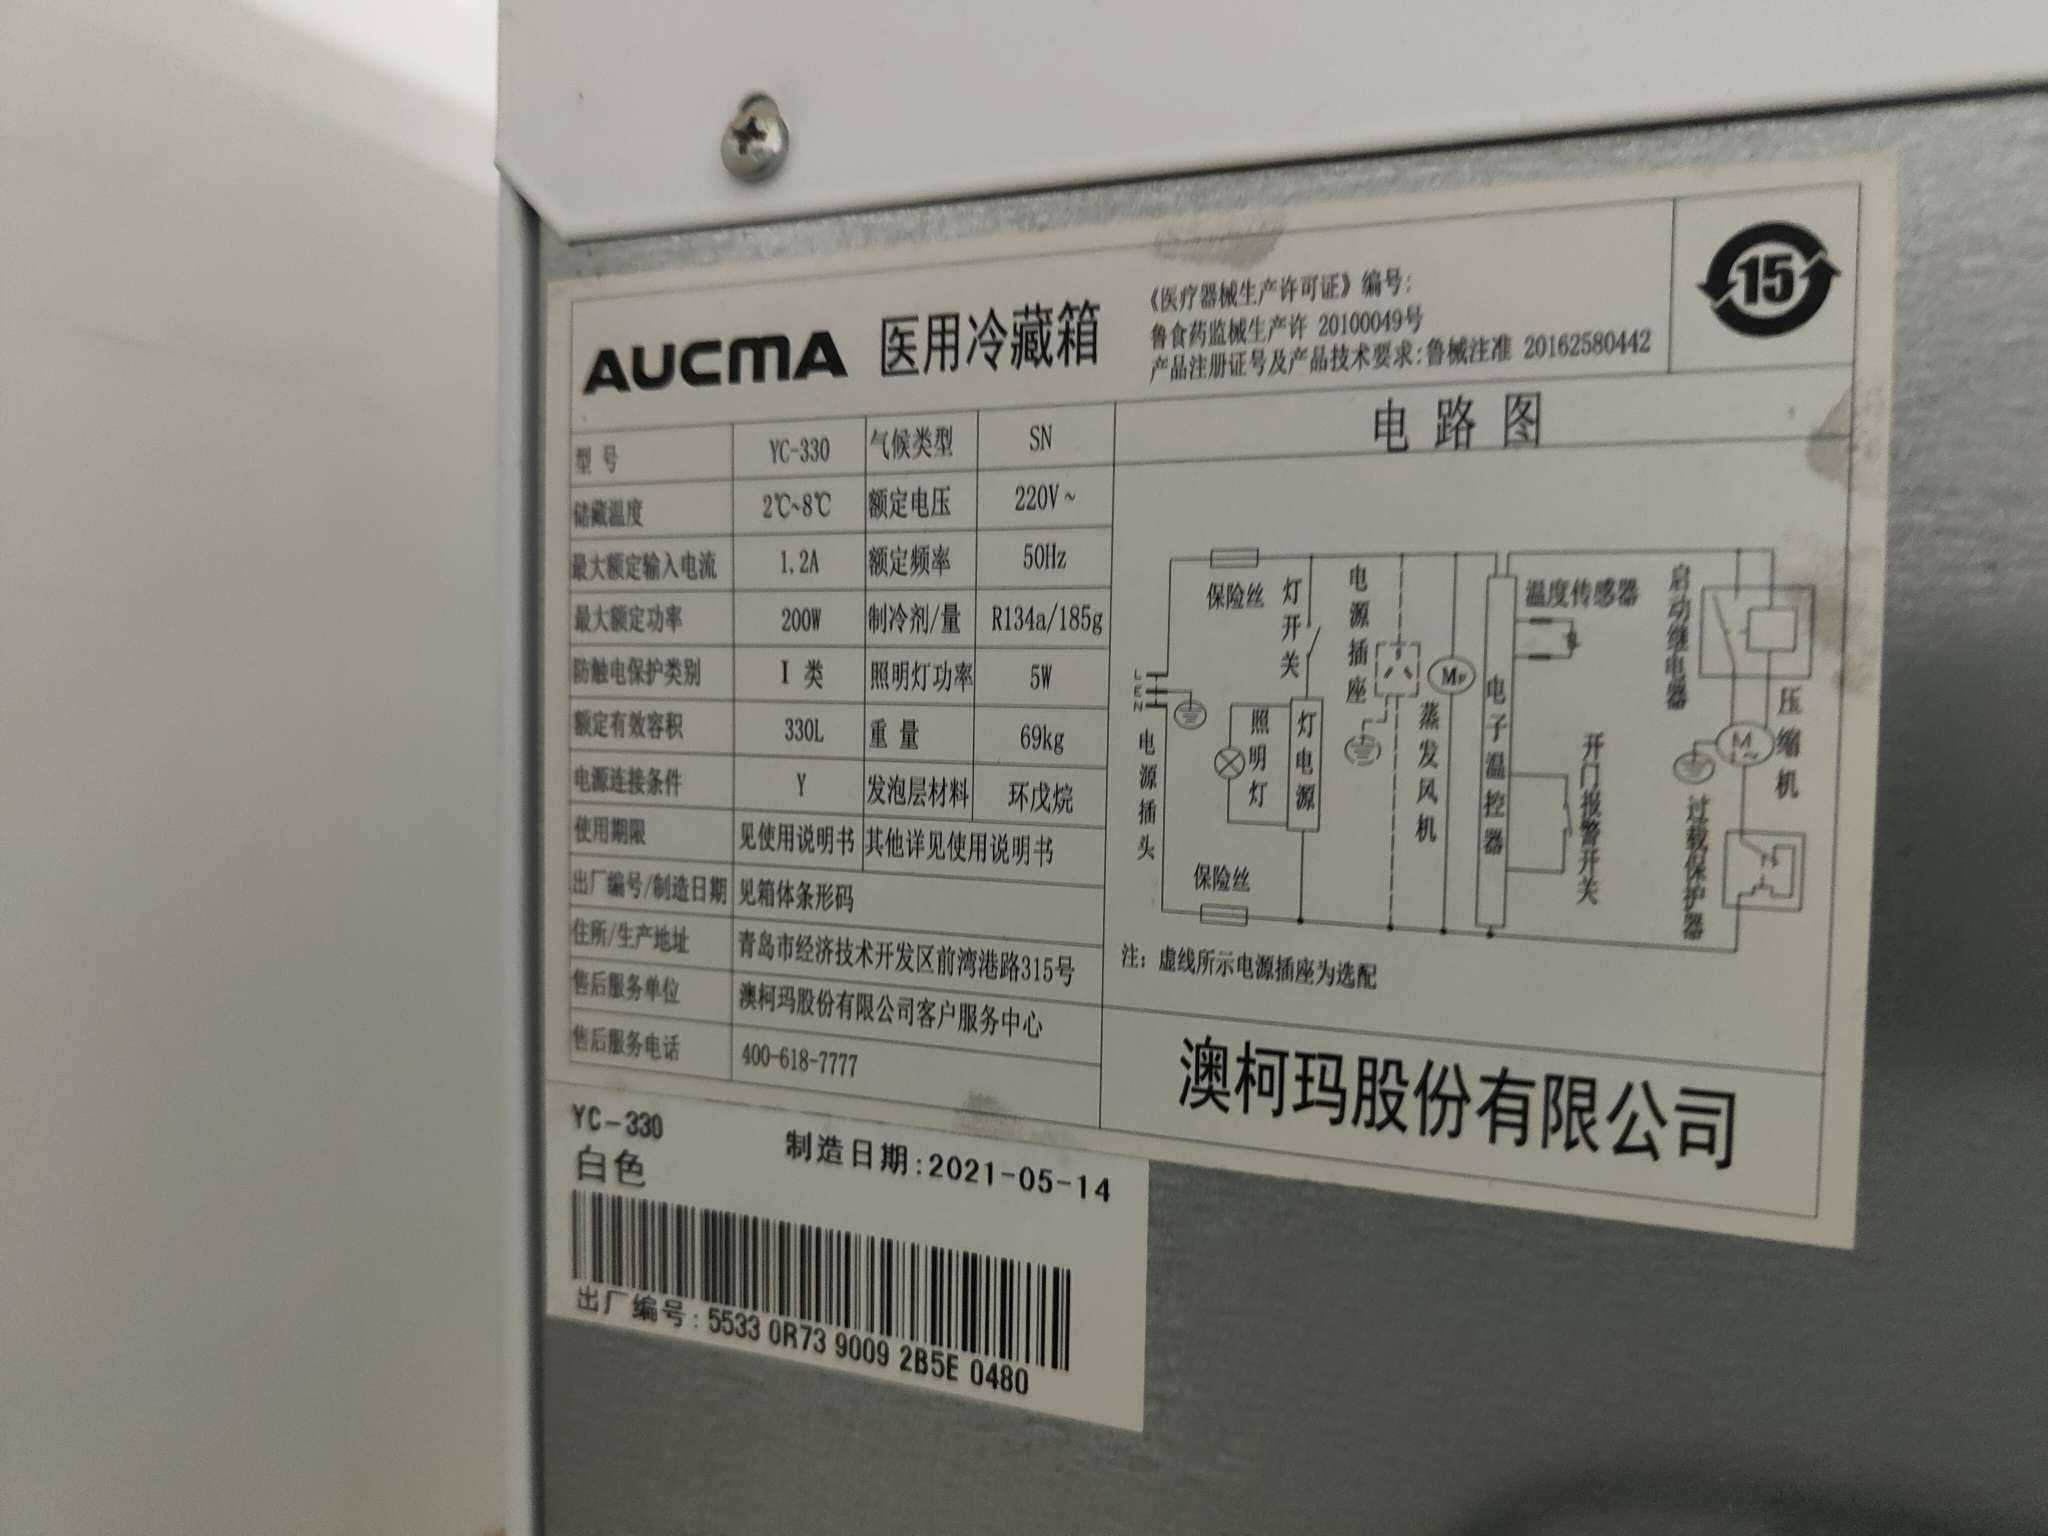 AUCMA 医用冷藏箱
《医疗器械生产许可证》编号:
鲁食药监械生产许 20100049号
产品注册证号及产品技术要求:鲁械注准 20162580442
15
型 号 YC-330 气候类型 SN
储藏温度 2℃~8℃ 额定电压 220V~
最大额定输入电流 1.2A 额定频率 50Hz
最大额定功率 200W 制冷剂/量 R134a/185g
防触电保护类别 I 类 照明灯功率 5W
额定有效容积 330L 重 量 69kg
电源连接条件 Y 发泡层材料 环戊烷
使用期限 见使用说明书 其他详见使用说明书
出厂编号/制造日期 见箱体条形码
住所/生产地址 青岛市经济技术开发区前湾港路315号
售后服务单位 澳柯玛股份有限公司客户服务中心
售后服务电话 400-618-7777
电 路 图
保险丝
灯开关
电源插座
温度传感器
启动继电器
L
E
N
电源插头
照明灯
灯电源
MF
蒸发风机
电子温控器
开门报警开关
M~
压缩机
过载保护器
保险丝
注: 虚线所示电源插座为选配
澳柯玛股份有限公司
YC-330
白色
制造日期:2021-05-14
出厂编号: 5533 0R73 9009 2B5E 0480